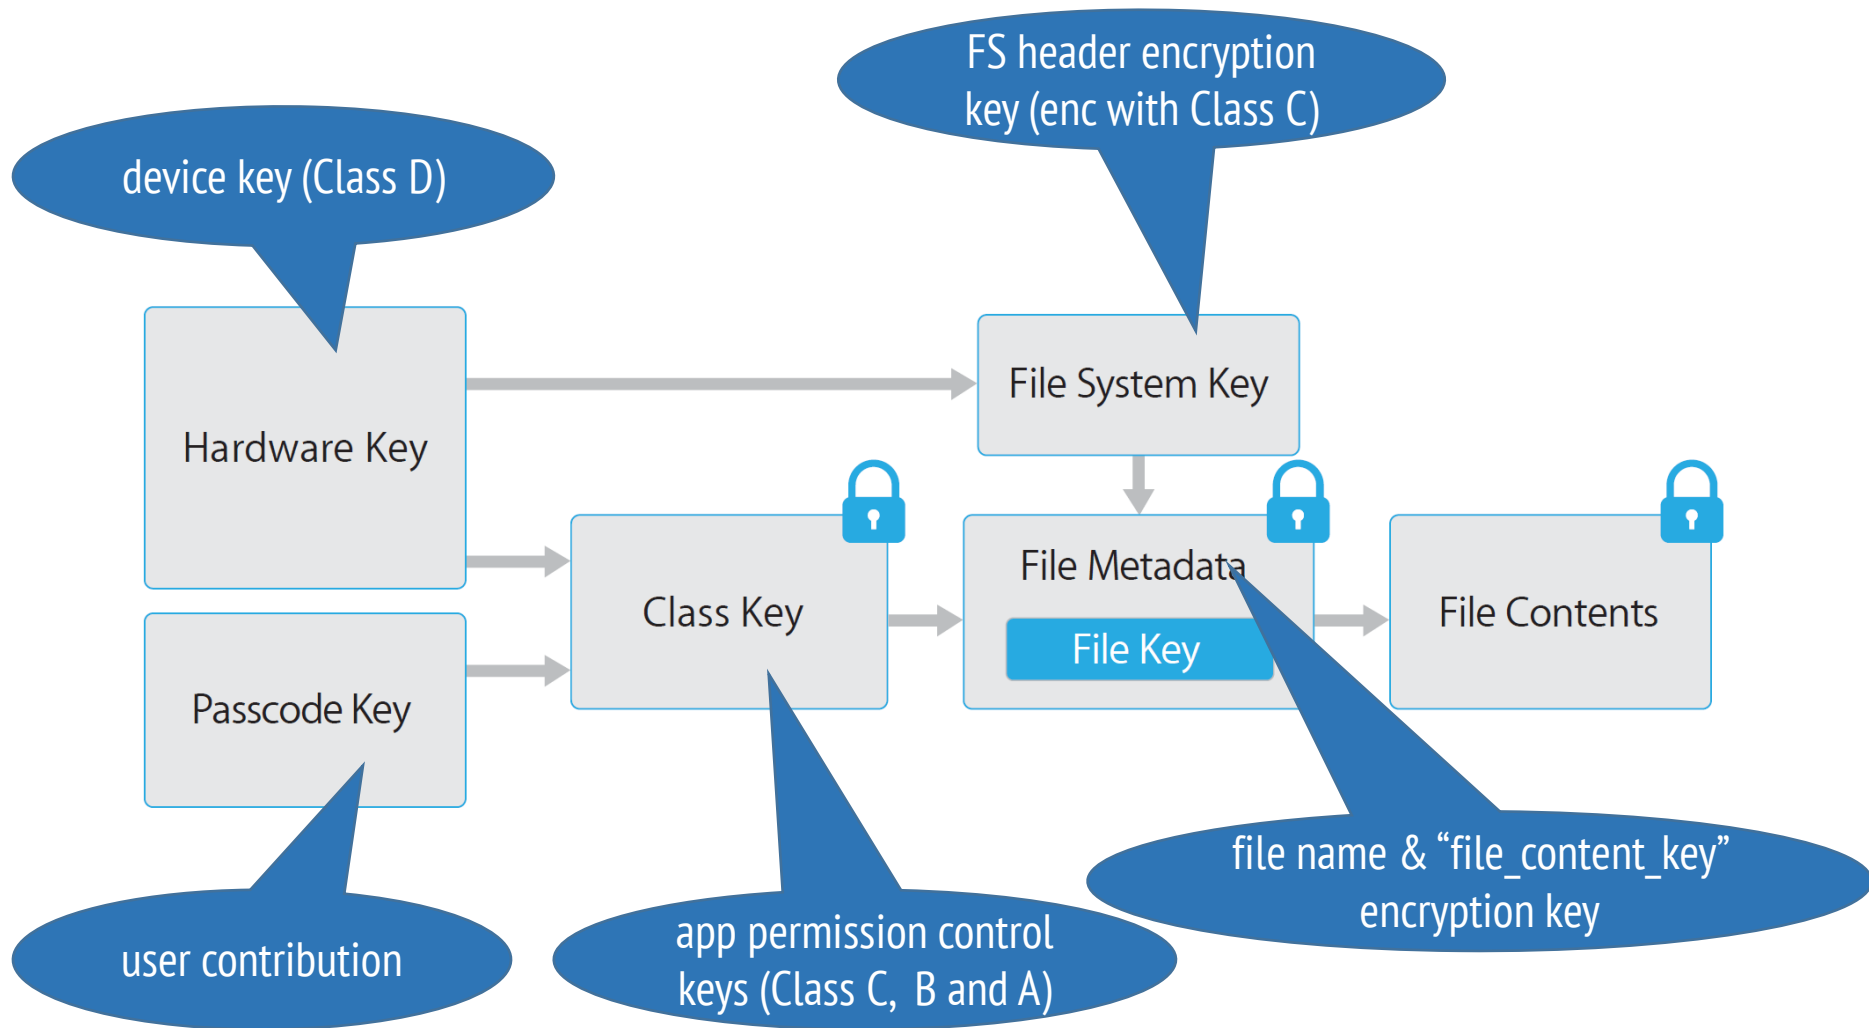 FS header encryption
key (enc with Class C)
device key (Class D)
File System Key
Hardware Key
File Metadata
Class Key
File Contents
File Key
Passcode Key
file name & “file_content_key”
encryption key
app permission control
keys (Class C, B and A)
user contribution